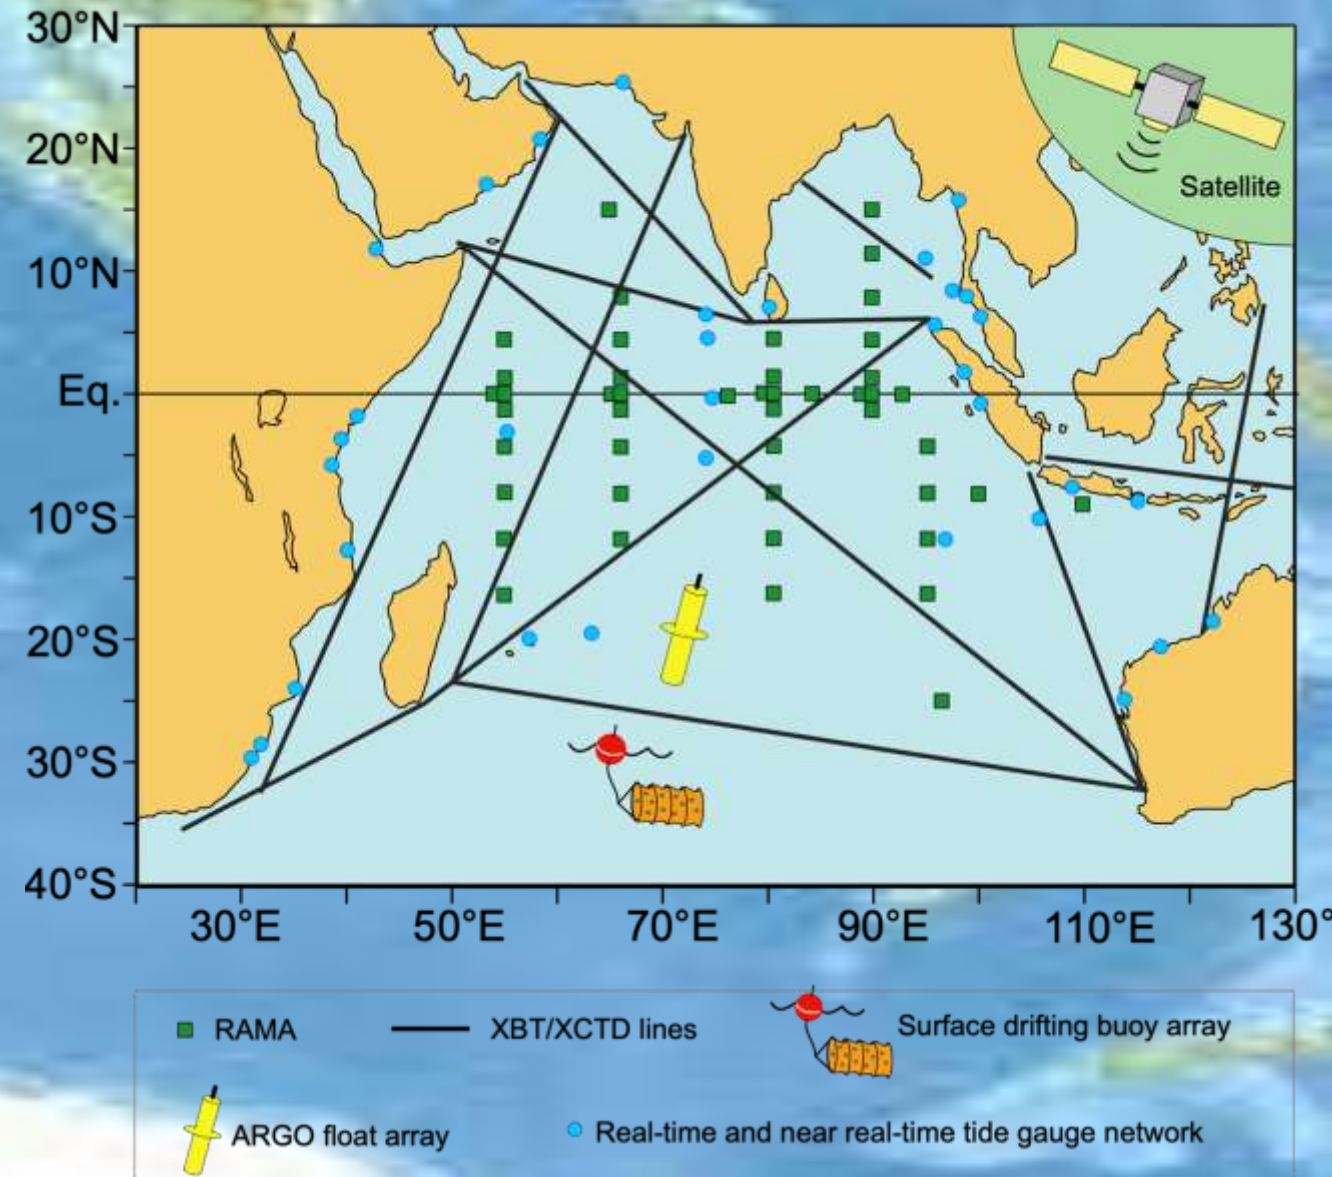 30°N
20°N
10°N
Eq.
10°S
20°S
30°S
40°S
Satellite
30°E 50°E 70°E 90°E 110°E 130°
RAMA XBT/XCTD lines Surface drifting buoy array
ARGO float array Real-time and near real-time tide gauge network